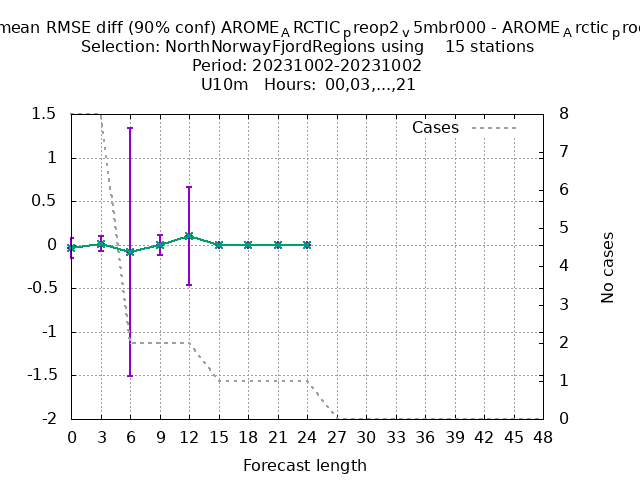 mean RMSE diff (90% conf) AROME_ARCTIC_preop2_v5mbr000 - AROME_Arctic_pro
Selection: NorthNorwayFjordRegions using 15 stations
Period: 20231002-20231002
U10m Hours: 00,03,...,21
Cases
1.5
1
0.5
0
-0.5
-1
-1.5
-2
8
7
6
5
4
3
2
1
0
No cases
0 3 6 9 12 15 18 21 24 27 30 33 36 39 42 45 48
Forecast length